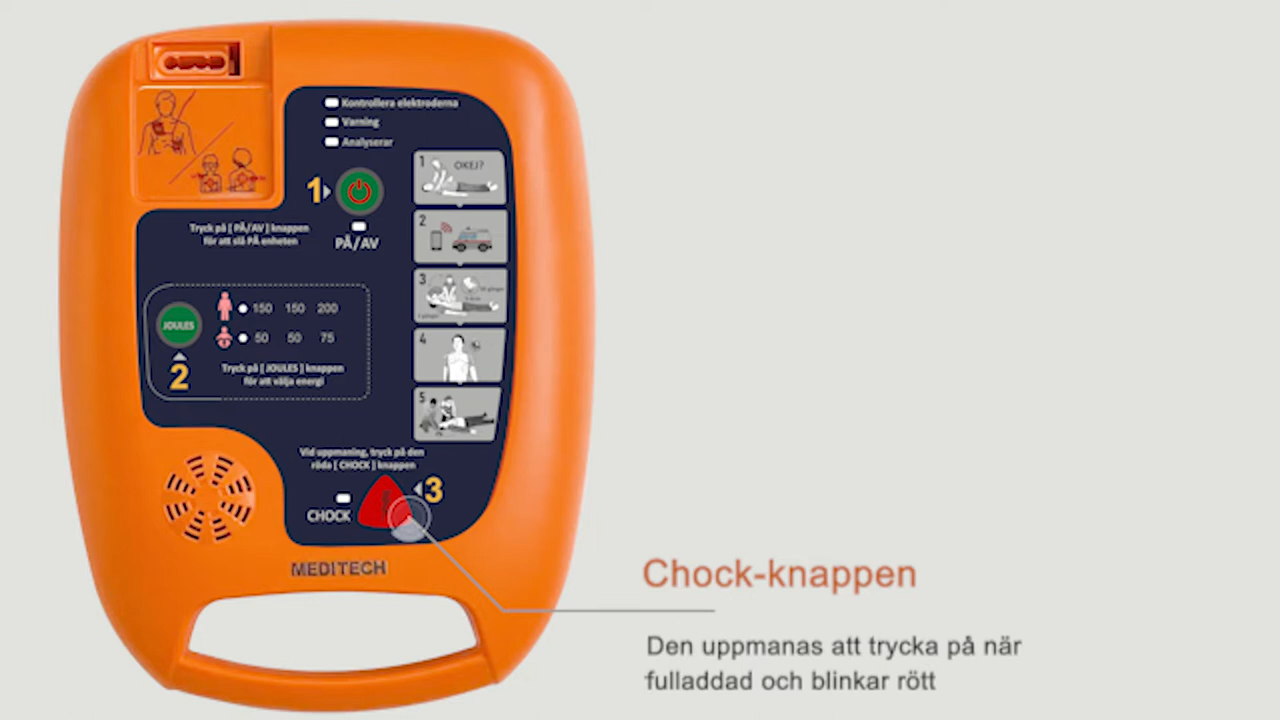 Kontrollera elektroderna
Varning
Analyserar
1
PÅ/AV
Tryck på [ PÅ/AV ] knappen
för att slå PÅ enheten
1 OKEJ?
2
3
4
5
JOULES
150 150 200
50 50 75
2
Tryck på [ JOULES ] knappen
för att välja energi
Vid uppmaning, tryck på den
röda [ CHOCK ] knappen
3
CHOCK
MEDITECH
Chock-knappen
Den uppmanas att trycka på när
fulladdad och blinkar rött